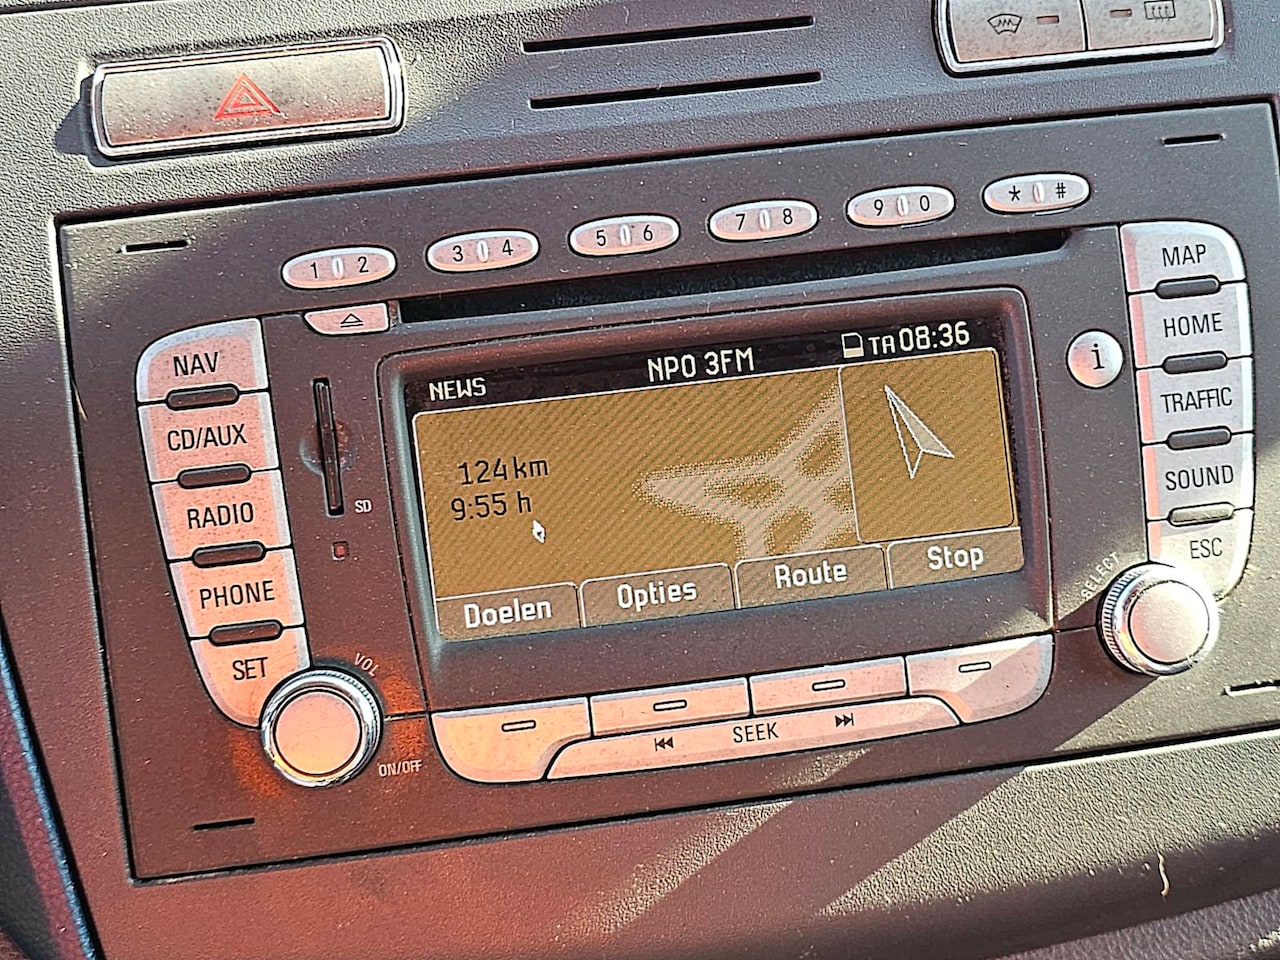 1 2
3 4
5 6
7 8
9 0
* #
NAV
CD/AUX
RADIO
PHONE
SET
SD
NEWS
NPO 3FM
TA 08:36
124 km
9:55 h
Doelen
Opties
Route
Stop
MAP
HOME
TRAFFIC
SOUND
ESC
i
SELECT
VOL
ON/OFF
SEEK